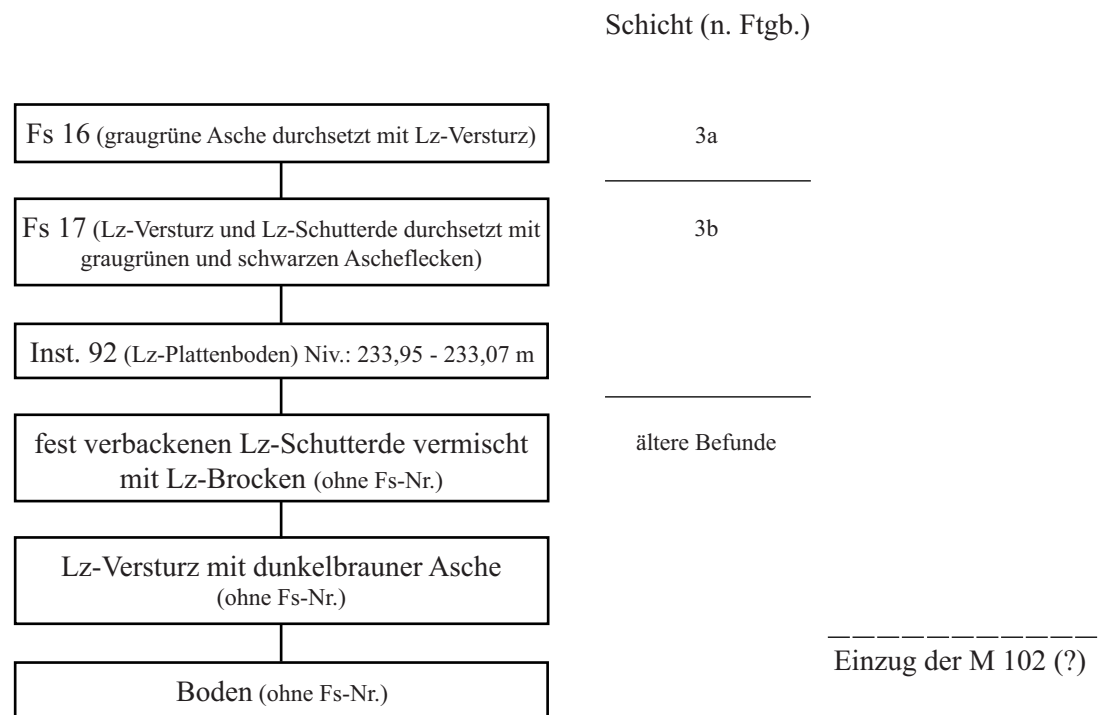 Schicht (n. Ftgb.)
Fs 16 (graugrüne Asche durchsetzt mit Lz-Versturz)
3a
Fs 17 (Lz-Versturz und Lz-Schutterde durchsetzt mit
graugrünen und schwarzen Ascheflecken)
3b
Inst. 92 (Lz-Plattenboden) Niv.: 233,95 - 233,07 m
fest verbackenen Lz-Schutterde vermischt
mit Lz-Brocken (ohne Fs-Nr.)
ältere Befunde
Lz-Versturz mit dunkelbrauner Asche
(ohne Fs-Nr.)
Einzug der M 102 (?)
Boden (ohne Fs-Nr.)